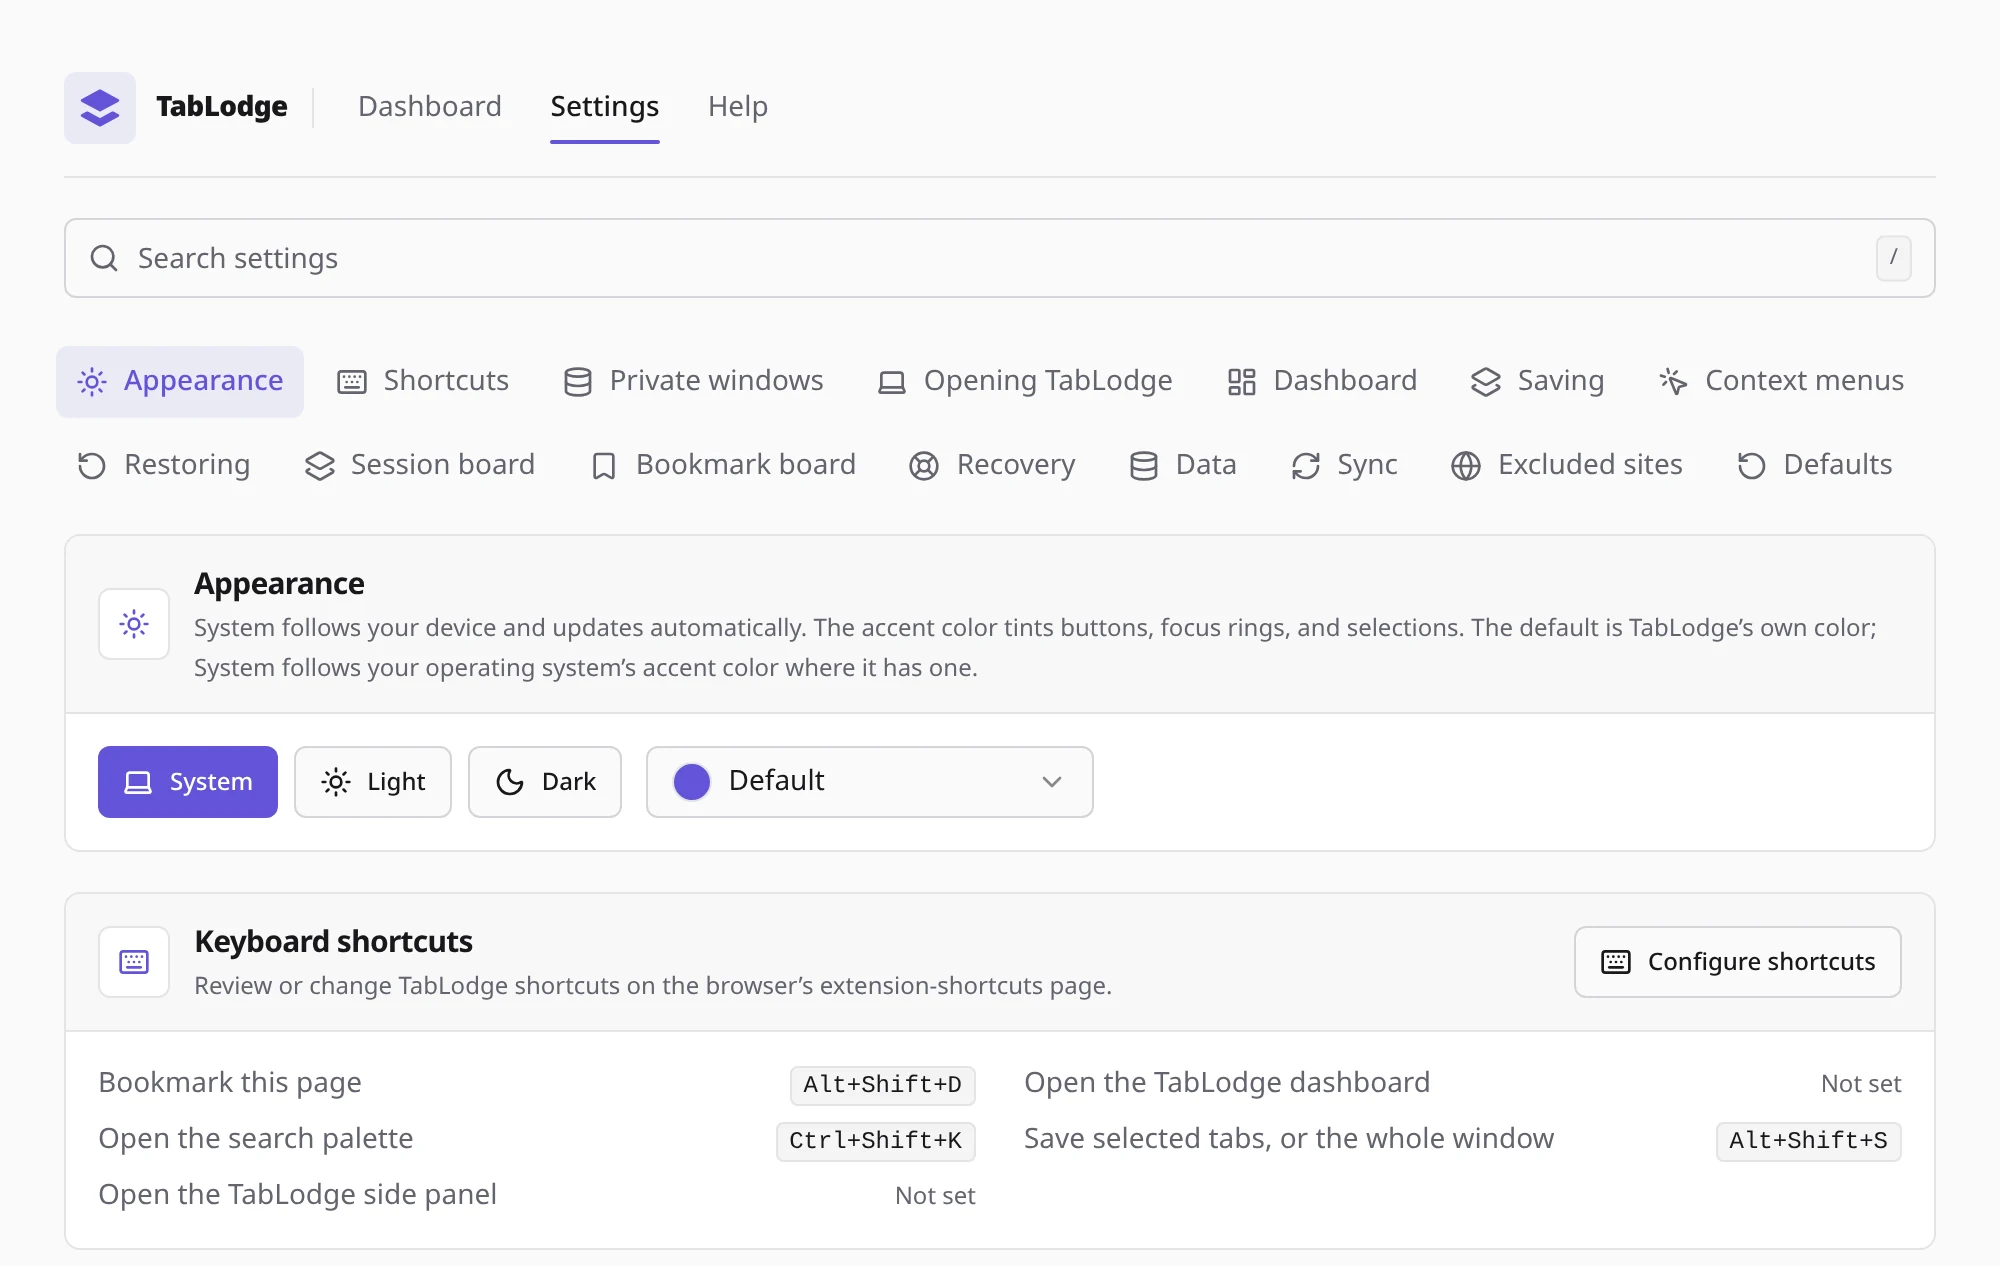 TabLodge Dashboard Settings Help
Search settings /
Appearance Shortcuts Private windows Opening TabLodge Dashboard Saving Context menus
Restoring Session board Bookmark board Recovery Data Sync Excluded sites Defaults
Appearance
System follows your device and updates automatically. The accent color tints buttons, focus rings, and selections. The default is TabLodge’s own color;
System follows your operating system’s accent color where it has one.
System Light Dark Default
Keyboard shortcuts
Review or change TabLodge shortcuts on the browser’s extension-shortcuts page.
Configure shortcuts
Bookmark this page Alt+Shift+D
Open the TabLodge dashboard Not set
Open the search palette Ctrl+Shift+K
Save selected tabs, or the whole window Alt+Shift+S
Open the TabLodge side panel Not set